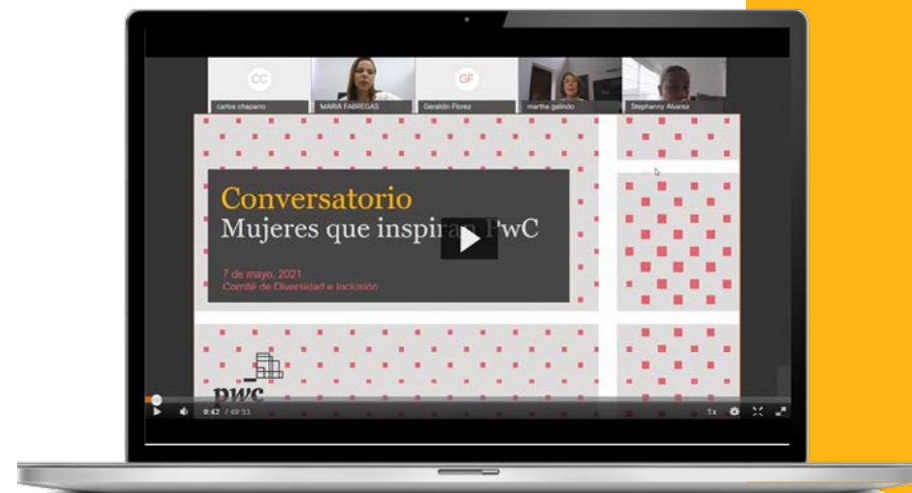 CC
GF
carlos chaparro
MARIA FABREGAS
Geraldin Florez
martha galindo
Stephanny Alvarez
Conversatorio
Mujeres que inspiran PwC
7 de mayo, 2021
Comité de Diversidad e Inclusión
pwc
0:42 / 49:33
1x